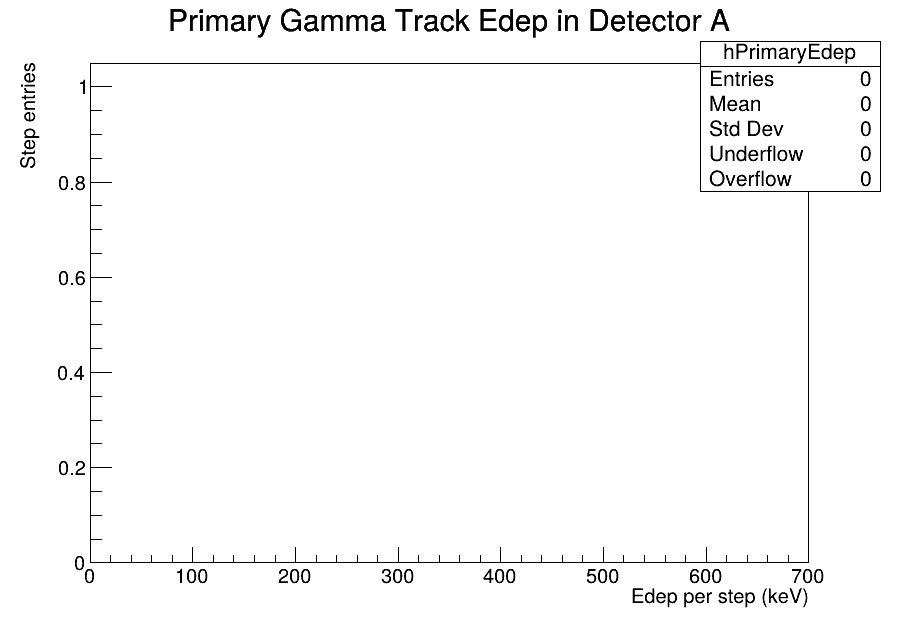 Primary Gamma Track Edep in Detector A
hPrimaryEdep
Entries 0
Mean 0
Std Dev 0
Underflow 0
Overflow 0
Step entries
1
0.8
0.6
0.4
0.2
0
0 100 200 300 400 500 600 700
Edep per step (keV)